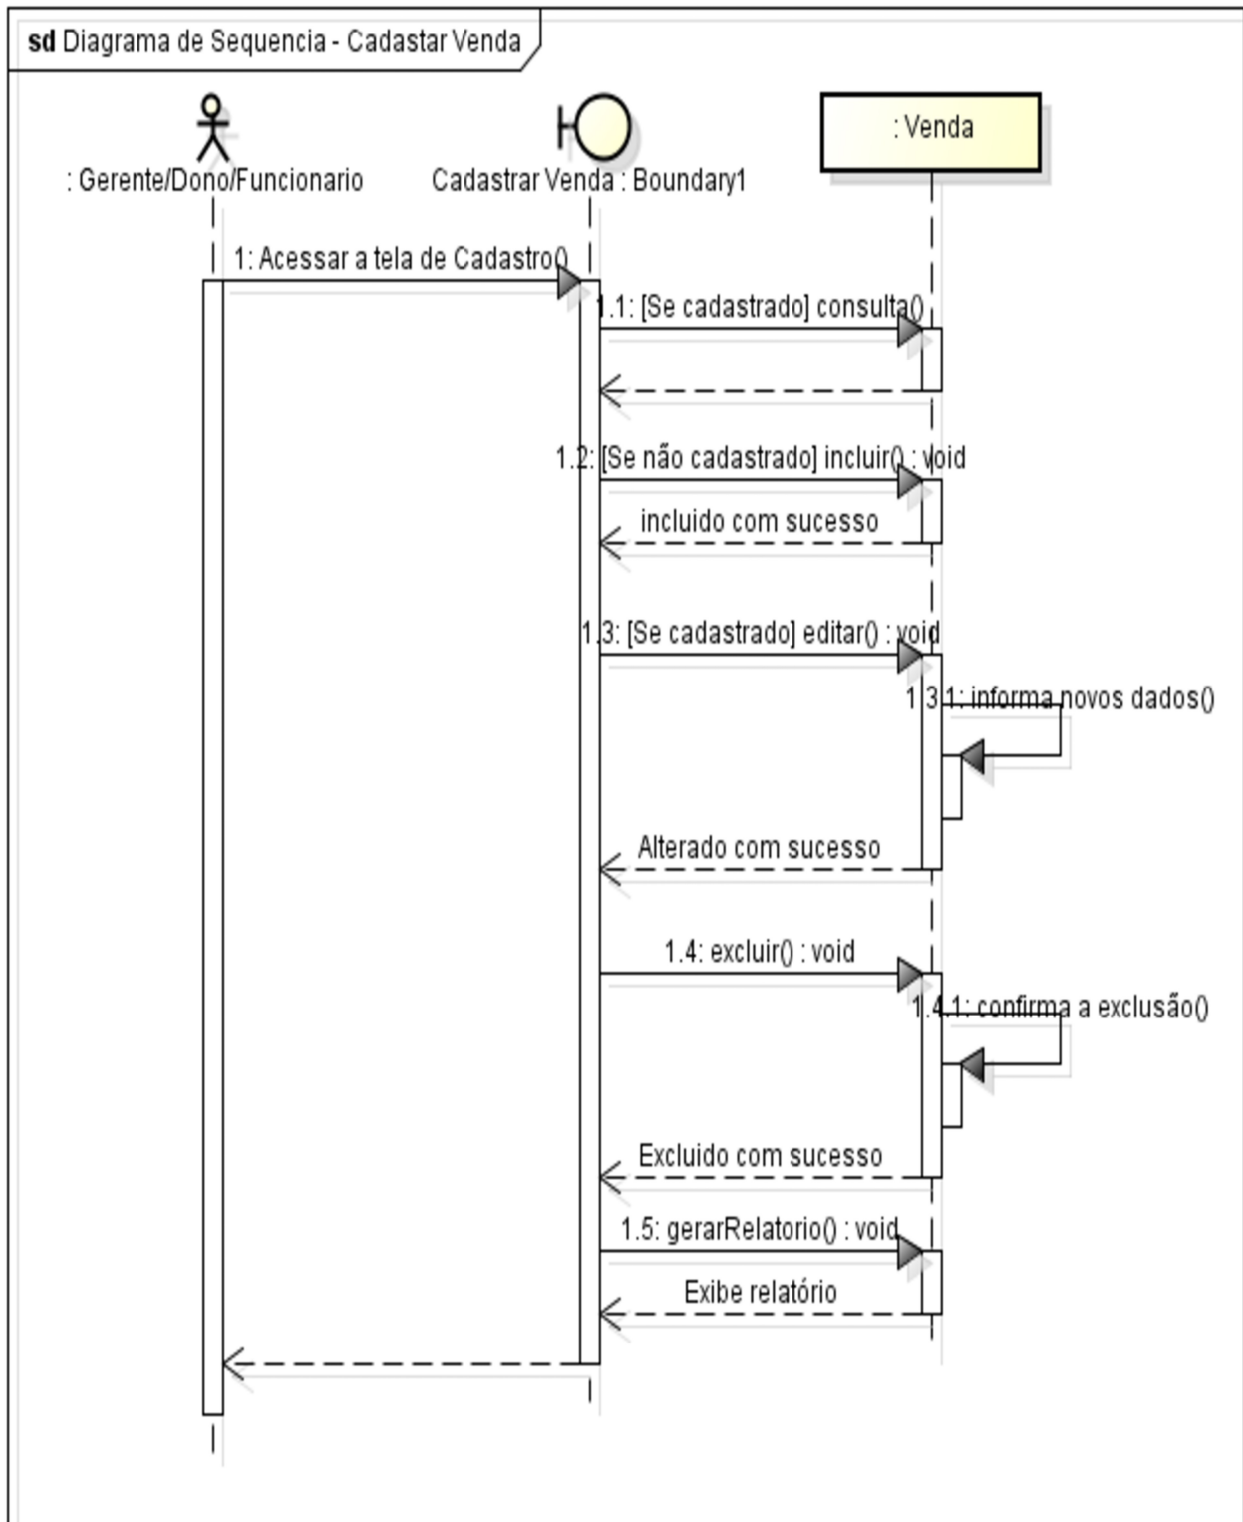 sd Diagrama de Sequencia - Cadastar Venda
: Gerente/Dono/Funcionario
Cadastrar Venda : Boundary1
: Venda
1: Acessar a tela de Cadastro()
1.1: [Se cadastrado] consulta()
1.2: [Se não cadastrado] incluir() : void
incluido com sucesso
1.3: [Se cadastrado] editar() : void
1.3.1: informa novos dados()
Alterado com sucesso
1.4: excluir() : void
1.4.1: confirma a exclusão()
Excluido com sucesso
1.5: gerarRelatorio() : void
Exibe relatório